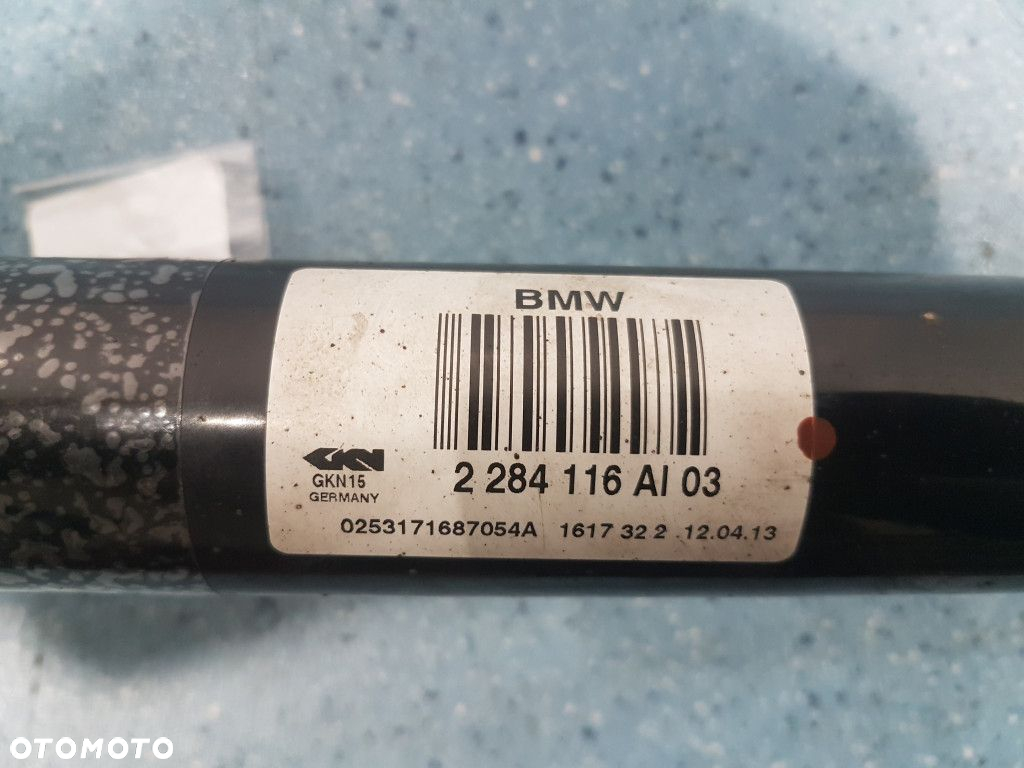 BMW
GKN
GKN15
GERMANY
2 284 116 AI 03
0253171687054A 1617 32 2 12.04.13
OTOMOTO